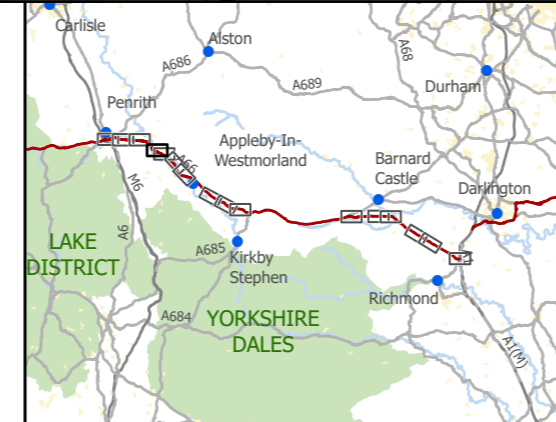 Carlisle
Alston
A686
A689
A68
Durham
Penrith
Appleby-In-
Westmorland
A66
Barnard
Castle
Darlington
M6
A6
LAKE
DISTRICT
A685
Kirkby
Stephen
Richmond
A684
YORKSHIRE
DALES
A1(M)